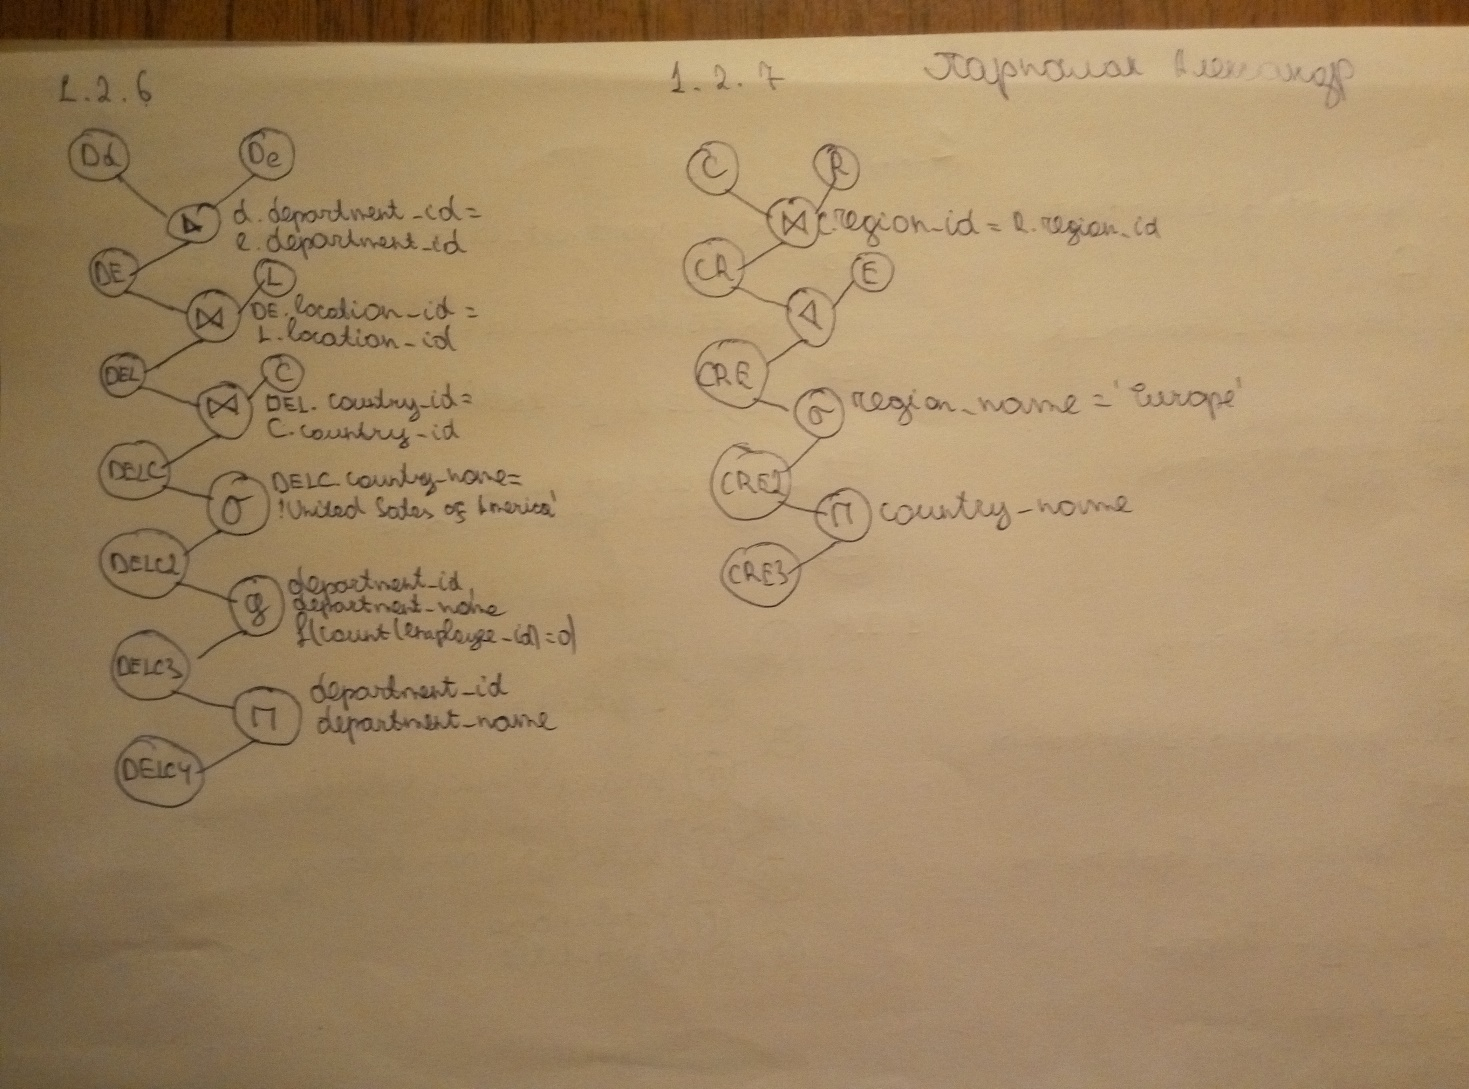 1.2.6
Dd
De
d.department_id =
e.department_id
DE
L
⋈
DE.location_id =
L.location_id
DEL
C
⋈
DEL.country_id =
C.country_id
DELC
σ
DELC.country_name =
'United Sates of America'
DELC2
g
department_id,
department_name
f(count(employee_id)=0)
DELC3
π
department_id
department_name
DELC4
1.2.7
Александр
C
R
⋈
C.region_id = R.region_id
CR
E
CRE
σ
region_name = 'Europe'
CRE2
π
country_name
CRE3